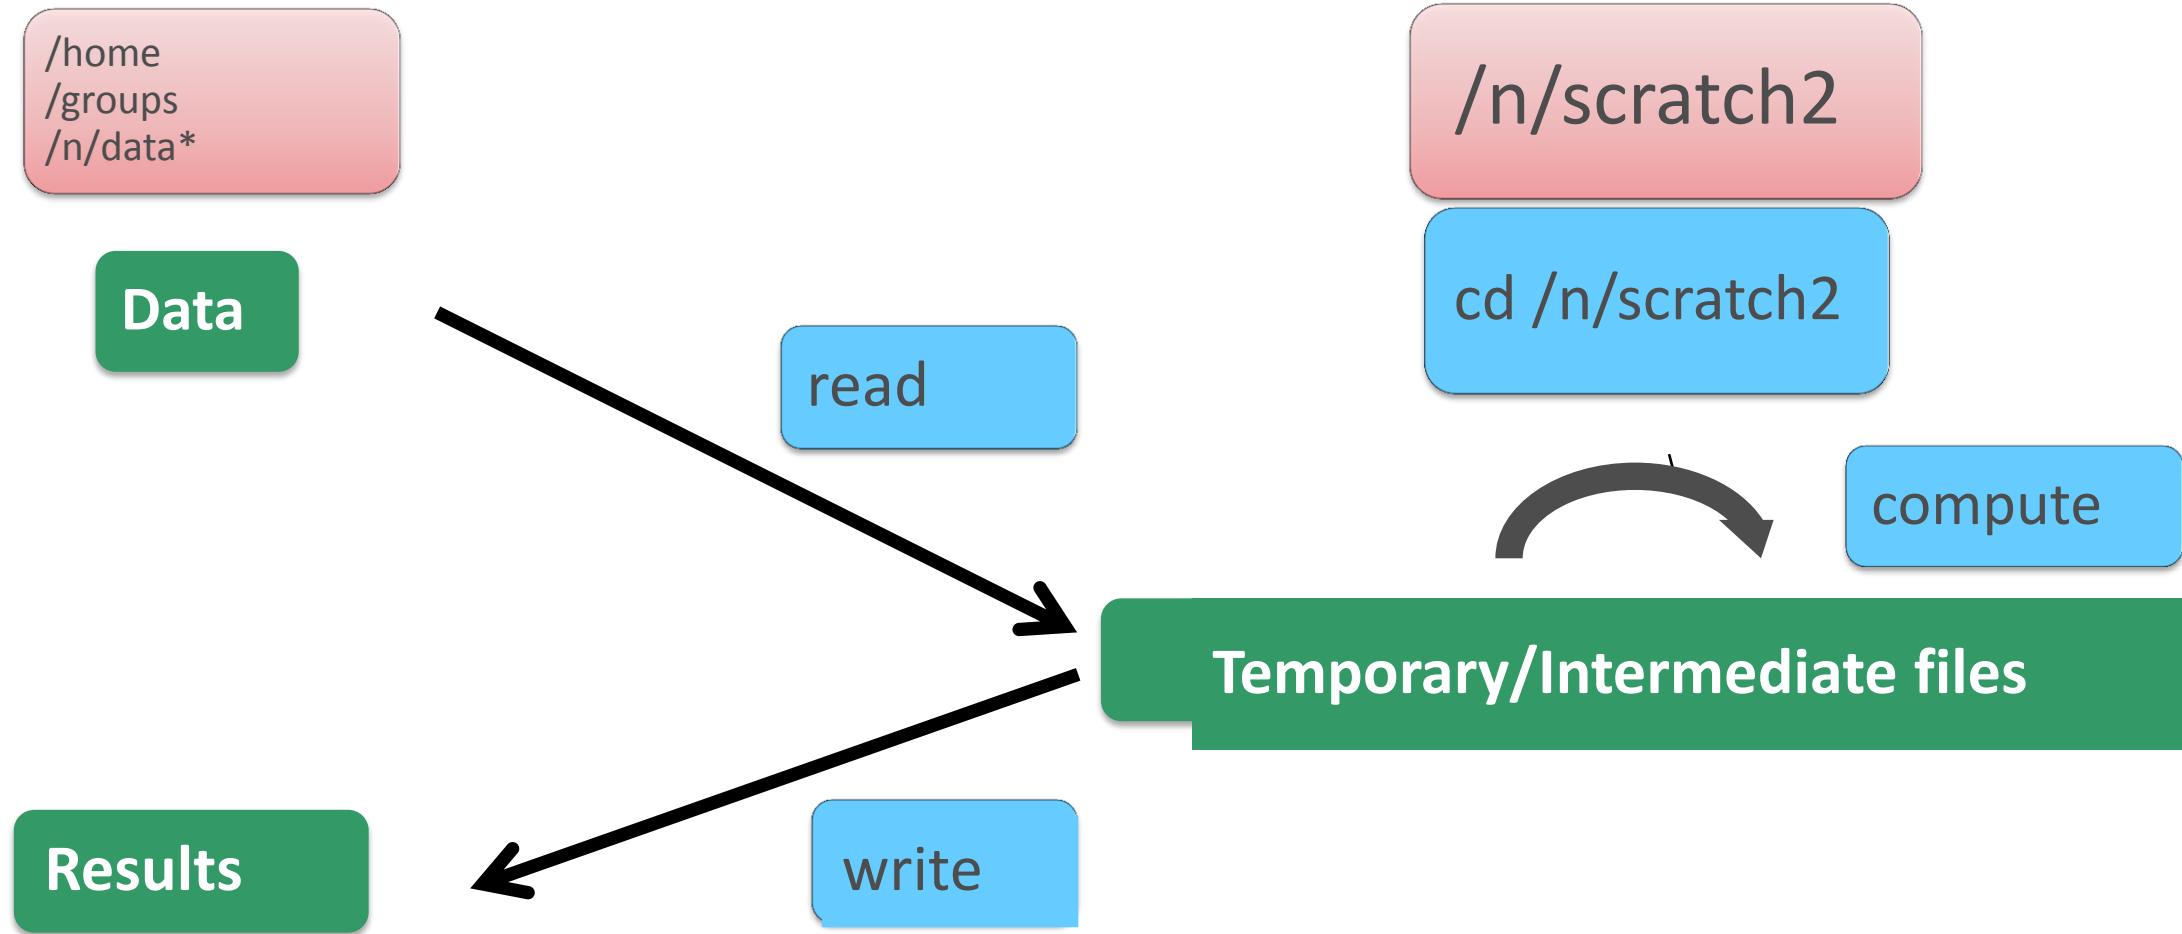 /home
/groups
/n/data*
/n/scratch2
Data
cd /n/scratch2
read
compute
Temporary/Intermediate files
Results
write